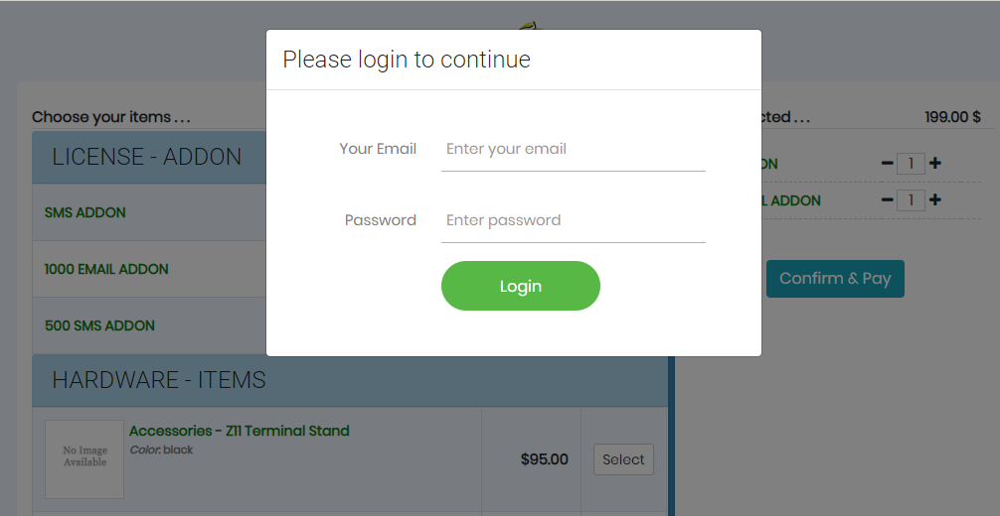 Please login to continue
Your Email
Enter your email
Password
Enter password
Login
Choose your items . . .
LICENSE - ADDON
SMS ADDON
1000 EMAIL ADDON
500 SMS ADDON
HARDWARE - ITEMS
No Image
Available
Accessories - Z11 Terminal Stand
Color: black
$95.00
Select
199.00 $
1
ADDON
1
Confirm & Pay